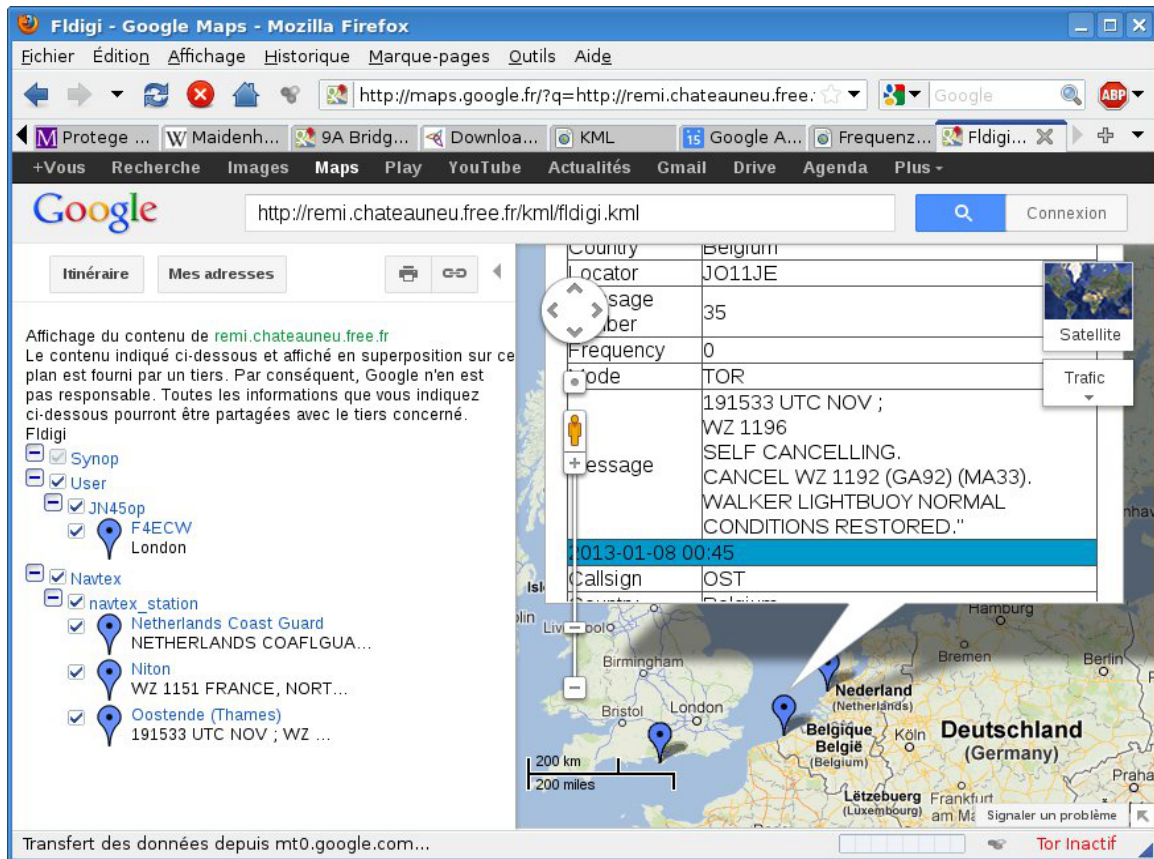 Fldigi - Google Maps - Mozilla Firefox
Fichier Édition Affichage Historique Marque-pages Outils Aide
http://maps.google.fr/?q=http://remi.chateauneu.free. Google ABP
Protege ... Maidenh... 9A Bridg... Downloa... KML Google A... Frequenz... Fldigi...
+Vous Recherche Images Maps Play YouTube Actualités Gmail Drive Agenda Plus
Google http://remi.chateauneu.free.fr/kml/fldigi.kml Connexion
Itinéraire Mes adresses
Affichage du contenu de remi.chateauneu.free.fr
Le contenu indiqué ci-dessous et affiché en superposition sur ce
plan est fourni par un tiers. Par conséquent, Google n'en est
pas responsable. Toutes les informations que vous indiquez
ci-dessous pourront être partagées avec le tiers concerné.
Fldigi
Synop
User
JN45op
F4ECW
London
Navtex
navtex_station
Netherlands Coast Guard
NETHERLANDS COAFLGUA...
Niton
WZ 1151 FRANCE, NORT...
Oostende (Thames)
191533 UTC NOV ; WZ ...
Country Belgium
Locator JO11JE
ssage
ber 35
Frequency 0
Mode TOR
essage
191533 UTC NOV ;
WZ 1196
SELF CANCELLING.
CANCEL WZ 1192 (GA92) (MA33).
WALKER LIGHTBUOY NORMAL
CONDITIONS RESTORED."
2013-01-08 00:45
Callsign OST
Country Belgium
Satellite
Trafic
Hamburg
Birmingham
Bremen
Berlin
Bristol
London
Nederland
(Netherlands)
Belgique
België
(Belgium)
Köln
Deutschland
(Germany)
Praha
Lëtzebuerg
(Luxembourg)
Frankfurt
am Ma
200 km
200 miles
Signaler un problème
Transfert des données depuis mt0.google.com... Tor Inactif